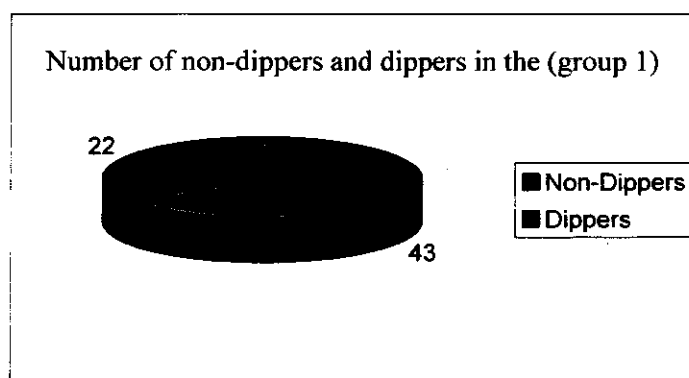 Number of non-dippers and dippers in the (group 1)
22
Non-Dippers
Dippers
43